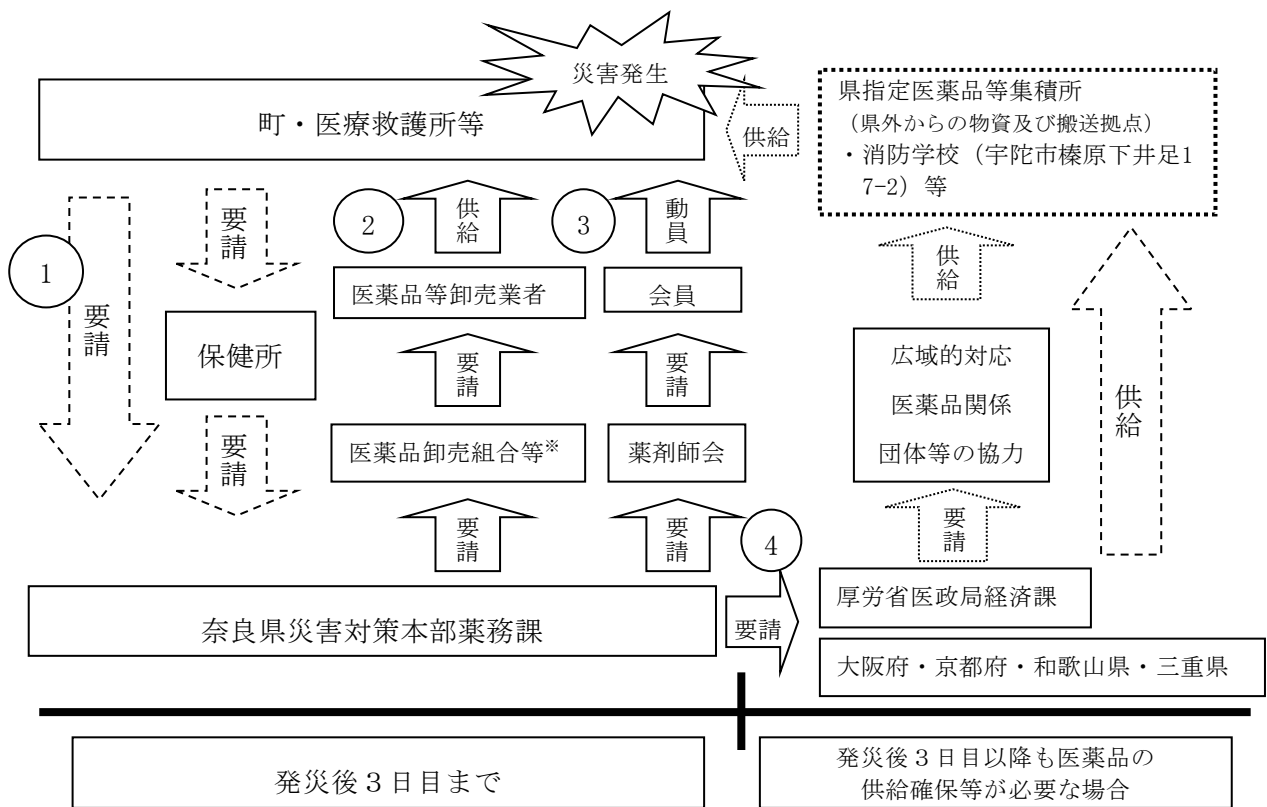 災害発生
町・医療救護所等
供給
県指定医薬品等集積所
（県外からの物資及び搬送拠点）
・消防学校（宇陀市榛原下井足1
7-2）等
1
要請
要請
2
供給
3
動員
供給
医薬品等卸売業者
会員
保健所
要請
要請
広域的対応
医薬品関係
団体等の協力
供給
要請
医薬品卸売組合等※
薬剤師会
要請
要請
4
要請
奈良県災害対策本部薬務課
要請
厚労省医政局経済課
大阪府・京都府・和歌山県・三重県
発災後３日目まで
発災後３日目以降も医薬品の
供給確保等が必要な場合